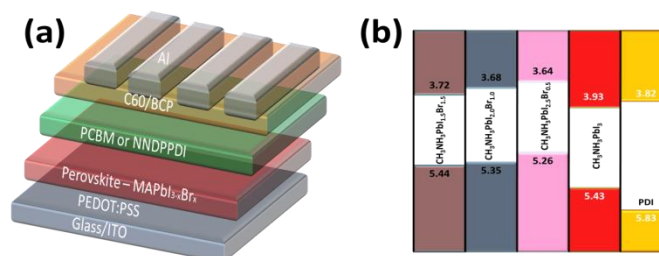 (a)
Al
C60/BCP
PCBM or NNDPPDI
Perovskite – MAPbI3-xBrx
PEDOT:PSS
Glass/ITO
(b)
3.72
CH3NH3PbI1.5Br1.5
5.44
3.68
CH3NH3PbI2.0Br1.0
5.35
3.64
CH3NH3PbI2.5Br0.5
5.26
3.93
CH3NH3PbI3
5.43
3.82
PDI
5.83